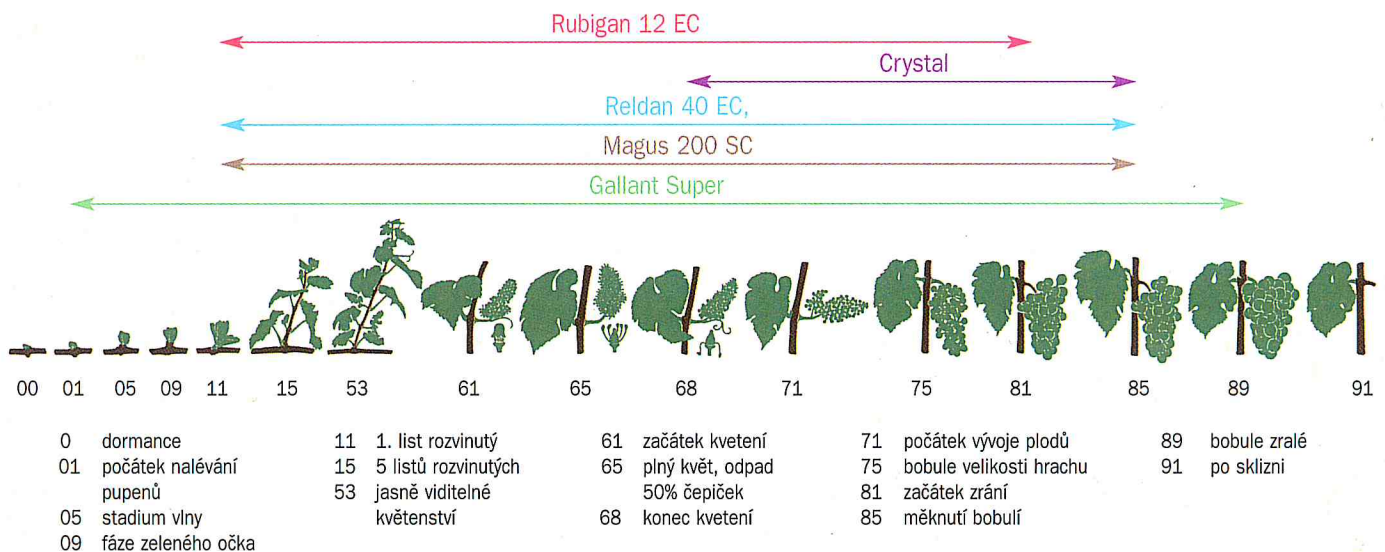 Rubigan 12 EC
Crystal
Reldan 40 EC,
Magus 200 SC
Gallant Super
00 01 05 09 11 15 53 61 65 68 71 75 81 85 89 91
0 dormance
01 počátek nalévání
pupenů
05 stadium vlny
09 fáze zeleného očka
11 1. list rozvinutý
15 5 listů rozvinutých
53 jasně viditelné
květenství
61 začátek kvetení
65 plný květ, odpad
50% čepiček
68 konec kvetení
71 počátek vývoje plodů
75 bobule velikosti hrachu
81 začátek zrání
85 měknutí bobulí
89 bobule zralé
91 po sklizni